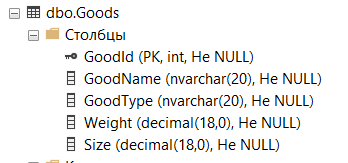 dbo.Goods
Столбцы
GoodId (PK, int, Не NULL)
GoodName (nvarchar(20), Не NULL)
GoodType (nvarchar(20), Не NULL)
Weight (decimal(18,0), Не NULL)
Size (decimal(18,0), Не NULL)